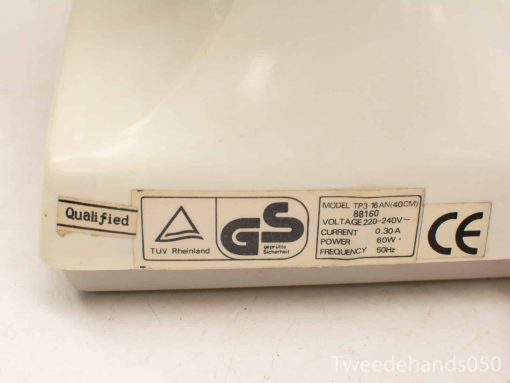 Qualified
TUV Rheinland
GS
geprüfte
Sicherheit
MODEL TP3-16AN(40CM)
88160
VOLTAGE 220-240V~
CURRENT 0.30A
POWER 60W
FREQUENCY 50Hz
CE
Tweedehands050